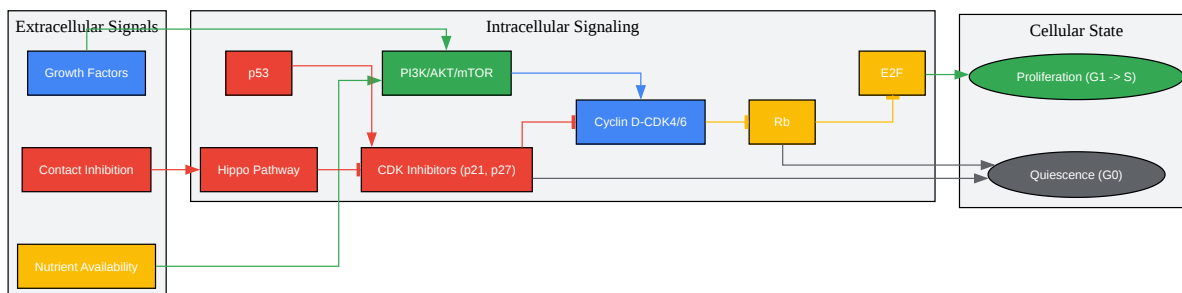 Extracellular Signals
Growth Factors
Contact Inhibition
Nutrient Availability
Intracellular Signaling
p53
PI3K/AKT/mTOR
E2F
Cyclin D-CDK4/6
Rb
Hippo Pathway
CDK Inhibitors (p21, p27)
Cellular State
Proliferation (G1 -> S)
Quiescence (G0)